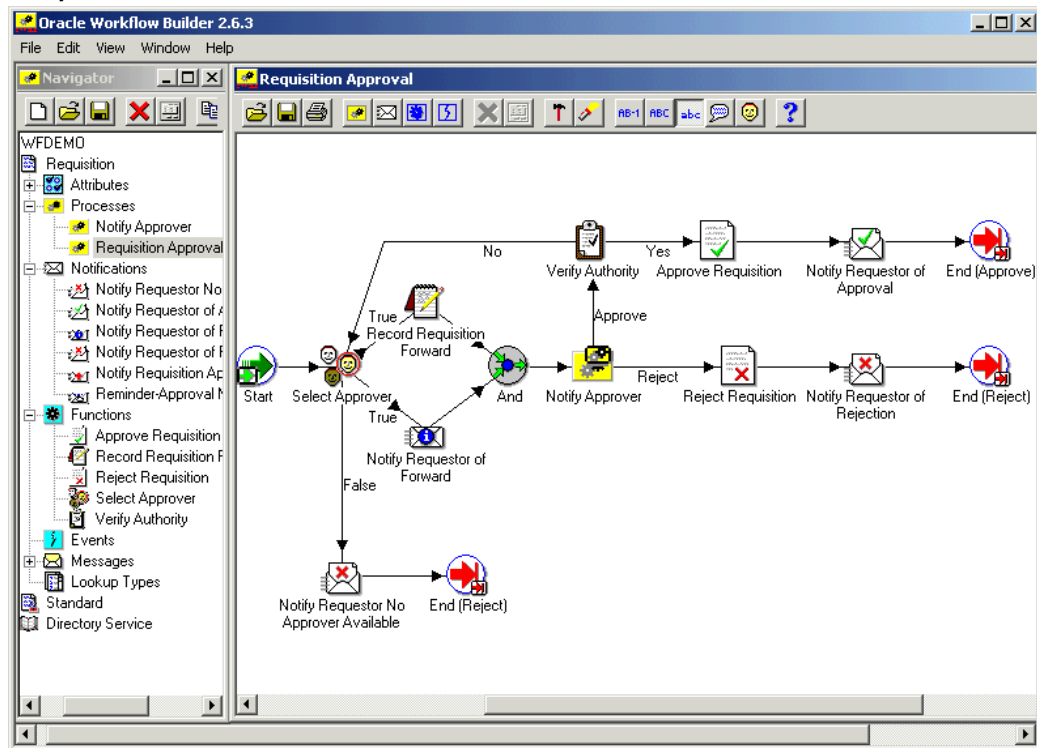 Oracle Workflow Builder 2.6.3
File Edit View Window Help
Navigator
WFDEMO
Requisition
Attributes
Processes
Notify Approver
Requisition Approval
Notifications
Notify Requestor No
Notify Requestor of
Notify Requestor of
Notify Requestor of
Notify Requisition Ap
Reminder-Approval
Functions
Approve Requisition
Record Requisition
Reject Requisition
Select Approver
Verify Authority
Events
Messages
Lookup Types
Standard
Directory Service
Requisition Approval
AB-1 ABC abc ?
No
Verify Authority
Yes
Approve Requisition
Notify Requestor of
Approval
End (Approve)
True
Record Requisition
Forward
Approve
Start
Select Approver
And
Notify Approver
Reject
Reject Requisition
Notify Requestor of
Rejection
End (Reject)
True
Notify Requestor of
Forward
False
Notify Requestor No
Approver Available
End (Reject)